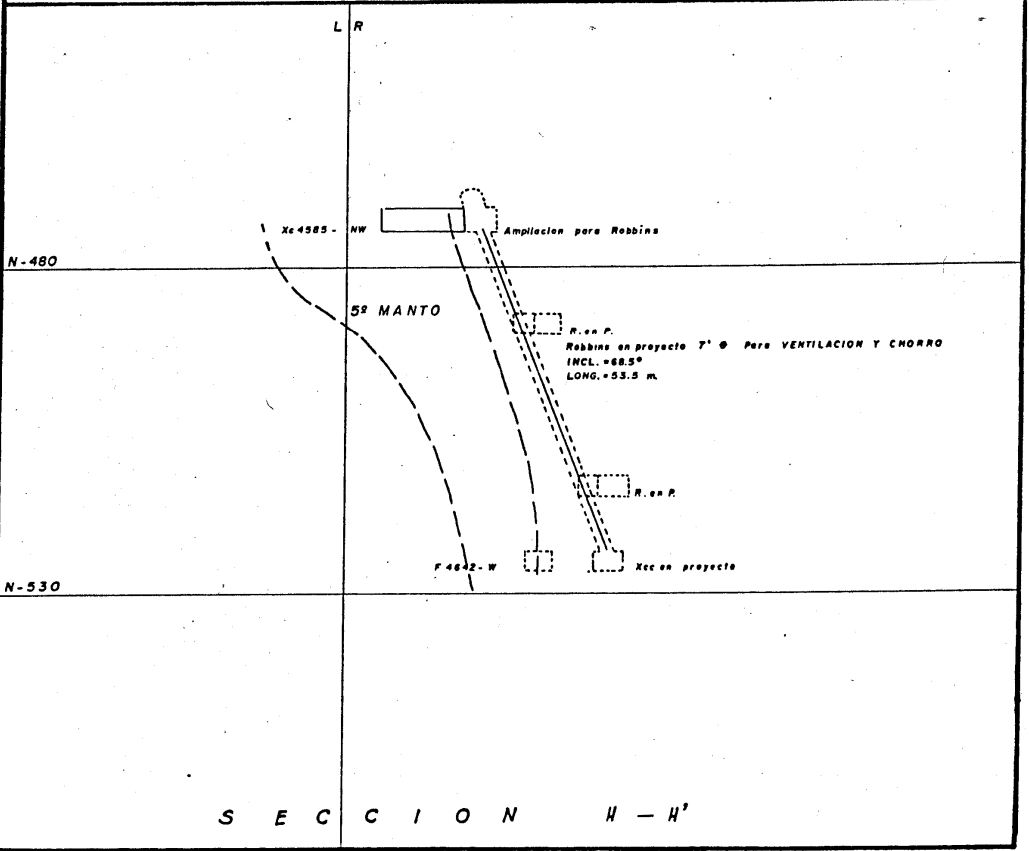 L R
Xc 4585 - NW
Ampliacion para Robbins
N-480
5º MANTO
R. en P.
Robbins en proyecto 7' Ø Para VENTILACION Y CHORRO
INCL. = 68.5°
LONG. = 53.5 m.
R. en P.
F 4642 - W
Xcc en proyecto
N-530
SECCION H - H'